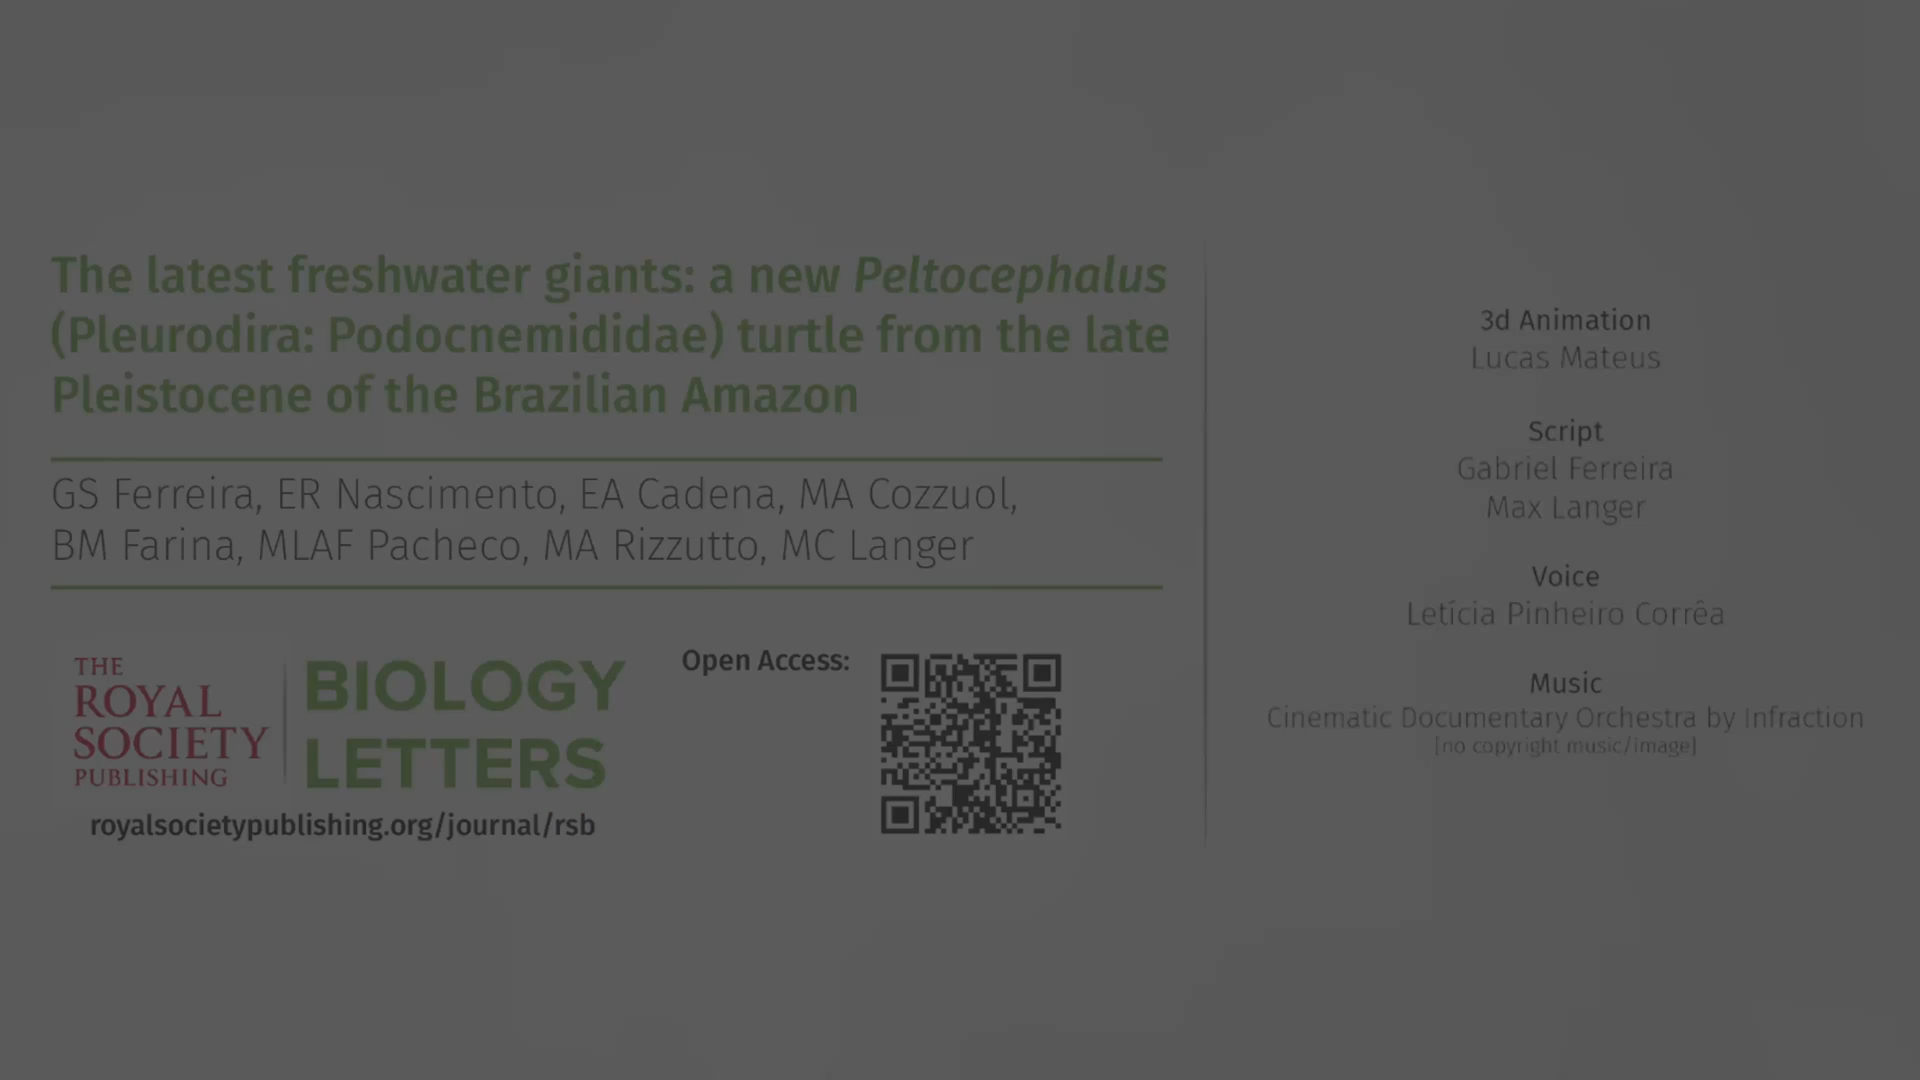 The latest freshwater giants: a new Peltocephalus
(Pleurodira: Podocnemididae) turtle from the late
Pleistocene of the Brazilian Amazon
GS Ferreira, ER Nascimento, EA Cadena, MA Cozzuol,
BM Farina, MLAF Pacheco, MA Rizzutto, MC Langer
THE
ROYAL
SOCIETY
PUBLISHING
BIOLOGY
LETTERS
royalsocietypublishing.org/journal/rsb
Open Access:
3d Animation
Lucas Mateus
Script
Gabriel Ferreira
Max Langer
Voice
Letícia Pinheiro Corrêa
Music
Cinematic Documentary Orchestra by Infraction
[no copyright music/image]